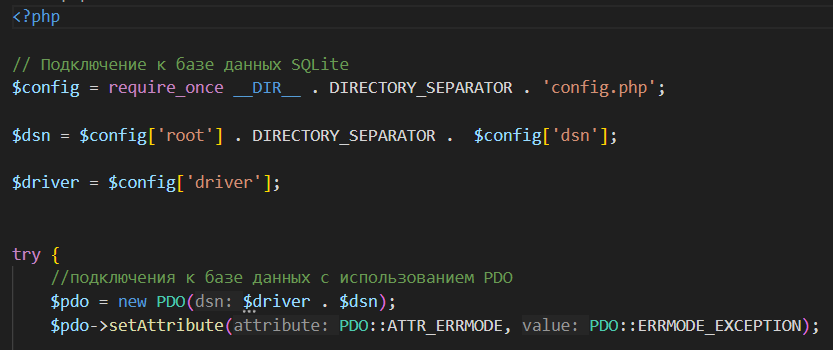 <?php
// Подключение к базе данных SQLite
$config = require_once __DIR__ . DIRECTORY_SEPARATOR . 'config.php';
$dsn = $config['root'] . DIRECTORY_SEPARATOR .  $config['dsn'];
$driver = $config['driver'];
try {
    //подключения к базе данных с использованием PDO
    $pdo = new PDO(dsn: $driver . $dsn);
    $pdo->setAttribute(attribute: PDO::ATTR_ERRMODE, value: PDO::ERRMODE_EXCEPTION);